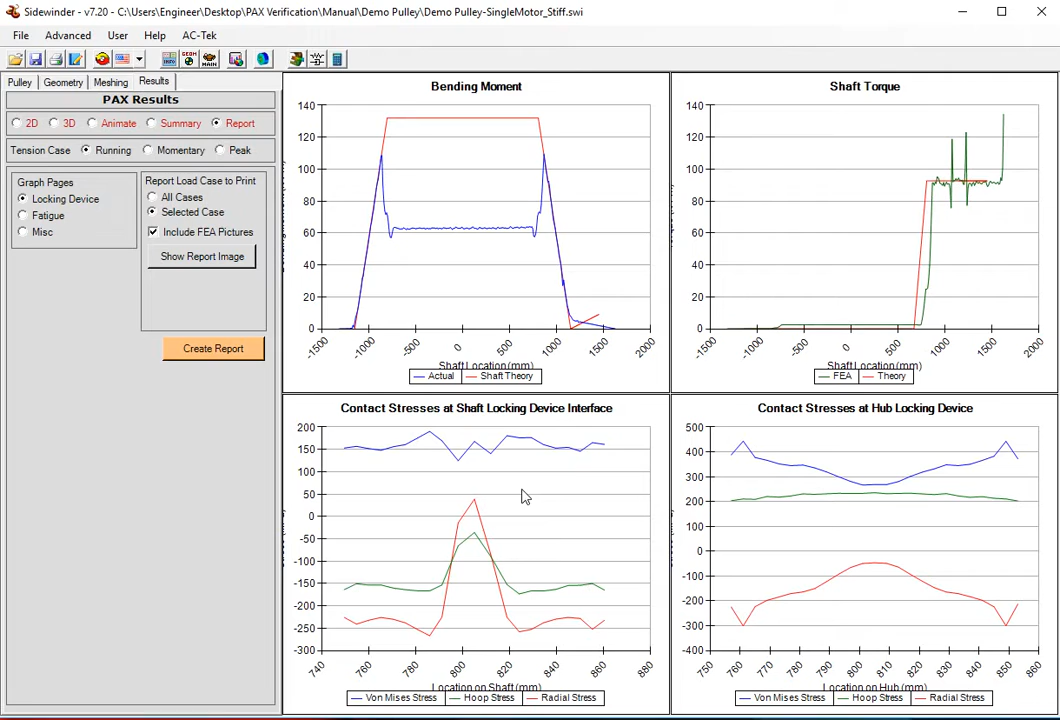 Sidewinder - v7.20 - C:\Users\Engineer\Desktop\PAX Verification\Manual\Demo Pulley\Demo Pulley-SingleMotor_Stiff.swi
File Advanced User Help AC-Tek
INFO GEOM MAIN
Pulley Geometry Meshing Results
PAX Results
2D 3D Animate Summary Report
Tension Case Running Momentary Peak
Graph Pages
Locking Device
Fatigue
Misc
Report Load Case to Print
All Cases
Selected Case
Include FEA Pictures
Show Report Image
Create Report
Bending Moment
140
120
100
80
60
40
20
0
-1500 -1000 -500 0 500 1000 1500 2000
Shaft Location (mm)
Actual Shaft Theory
Shaft Torque
140
120
100
80
60
40
20
0
-1500 -1000 -500 0 500 1000 1500 2000
Shaft Location (mm)
FEA Theory
Contact Stresses at Shaft Locking Device Interface
200
150
100
50
0
-50
-100
-150
-200
-250
-300
740 760 780 800 820 840 860 880
Location on Shaft (mm)
Von Mises Stress Hoop Stress Radial Stress
Contact Stresses at Hub Locking Device
500
400
300
200
100
0
-100
-200
-300
-400
750 760 770 780 790 800 810 820 830 840 850 860
Location on Hub (mm)
Von Mises Stress Hoop Stress Radial Stress